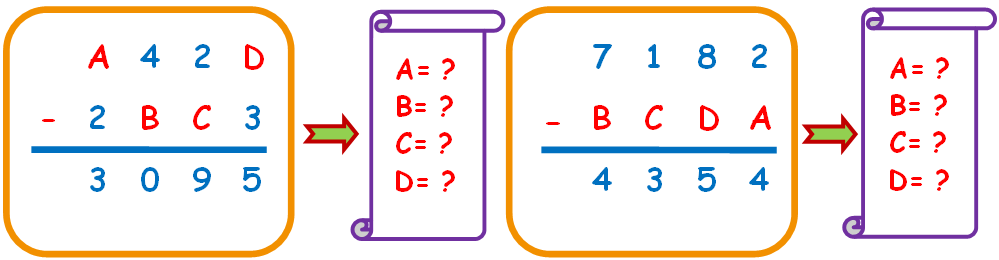 A 4 2 D
- 2 B C 3
3 0 9 5
A= ?
B= ?
C= ?
D= ?
7 1 8 2
- B C D A
4 3 5 4
A= ?
B= ?
C= ?
D= ?